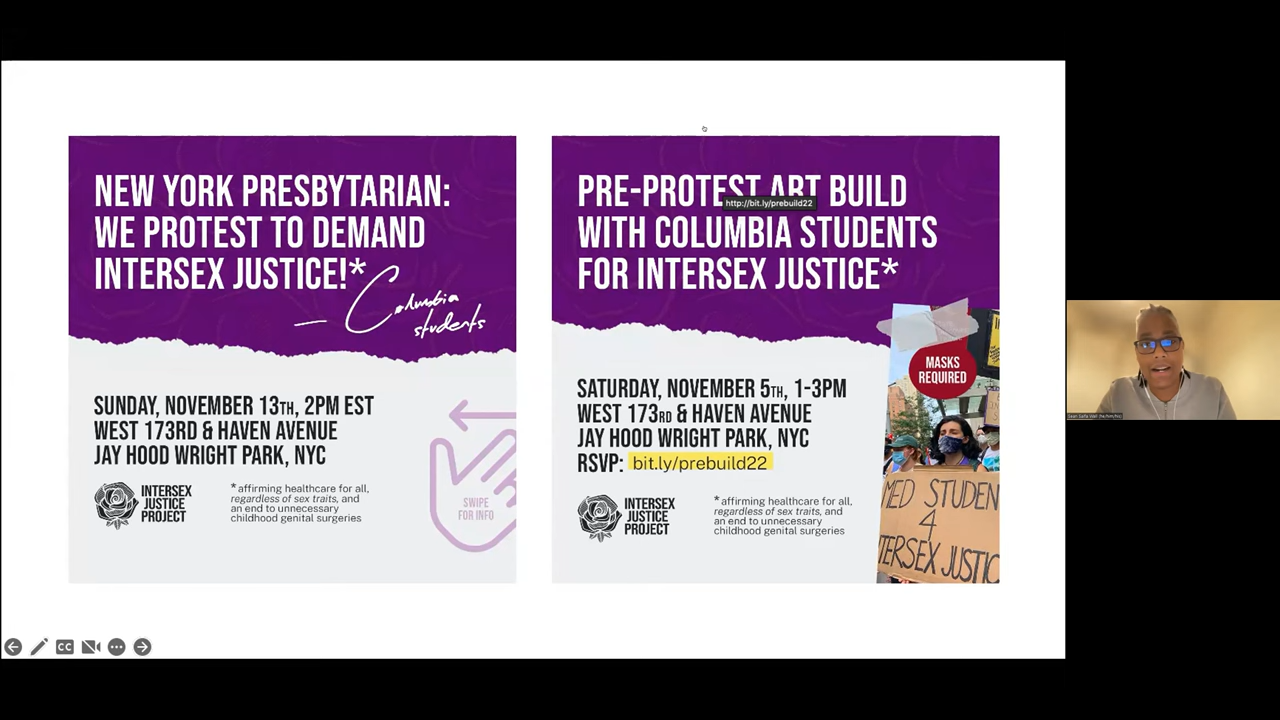 NEW YORK PRESBYTARIAN:
WE PROTEST TO DEMAND
INTERSEX JUSTICE!*
— Columbia
students
SUNDAY, NOVEMBER 13TH, 2PM EST
WEST 173RD & HAVEN AVENUE
JAY HOOD WRIGHT PARK, NYC
INTERSEX
JUSTICE
PROJECT
*affirming healthcare for all,
regardless of sex traits, and
an end to unnecessary
childhood genital surgeries
SWIPE
FOR INFO
PRE-PROTEST ART BUILD
http://bit.ly/prebuild22
WITH COLUMBIA STUDENTS
FOR INTERSEX JUSTICE*
MASKS
REQUIRED
SATURDAY, NOVEMBER 5TH, 1-3PM
WEST 173RD & HAVEN AVENUE
JAY HOOD WRIGHT PARK, NYC
RSVP: bit.ly/prebuild22
INTERSEX
JUSTICE
PROJECT
*affirming healthcare for all,
regardless of sex traits, and
an end to unnecessary
childhood genital surgeries
MED STUDEN
4
TERSEX JUSTIC
CC